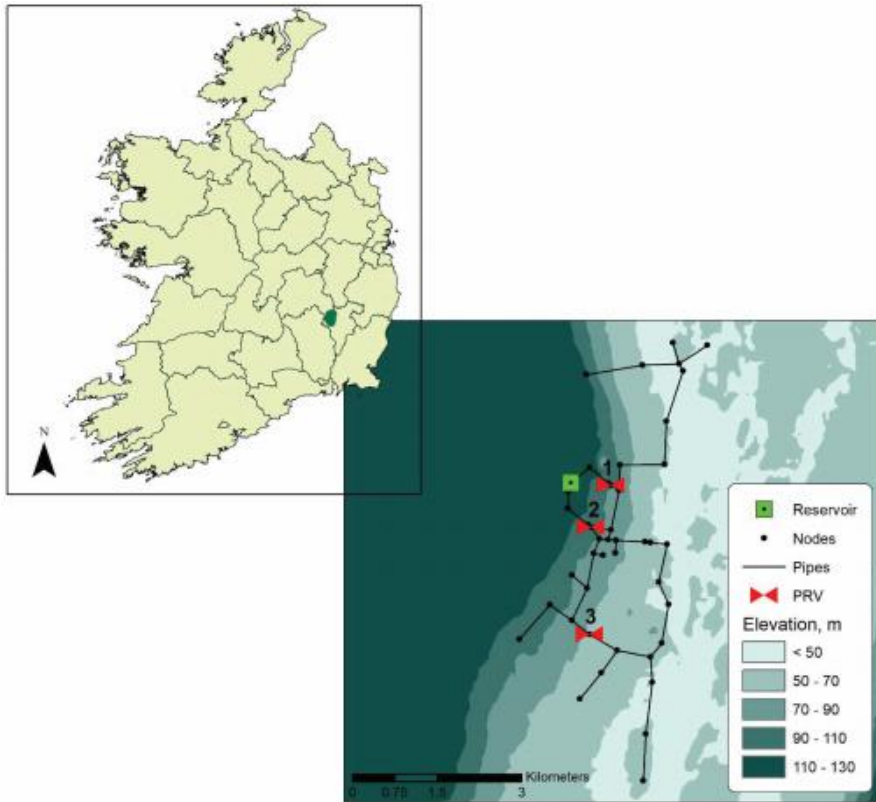 N
1
2
3
Reservoir
Nodes
Pipes
PRV
Elevation, m
< 50
50 - 70
70 - 90
90 - 110
110 - 130
Kilometers
0 0.75 1.5 3